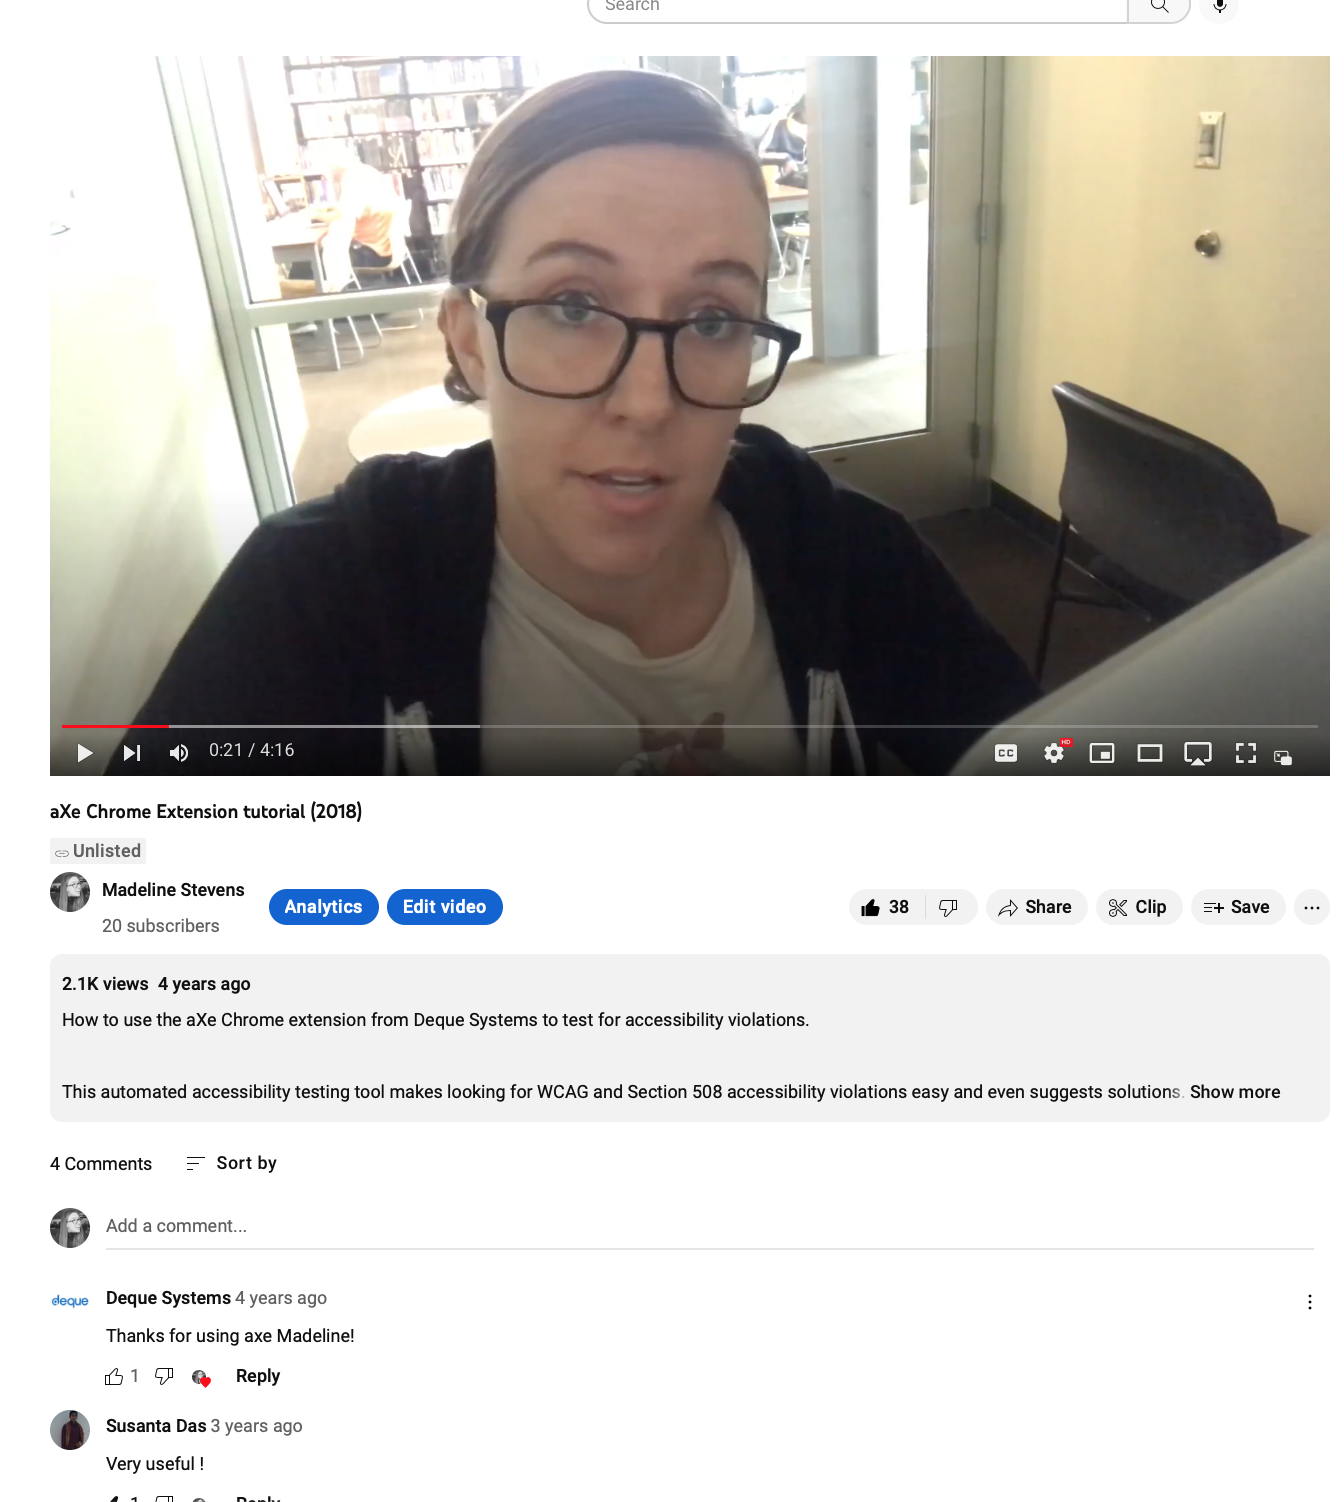 Search
CC
HD
0:21 / 4:16
aXe Chrome Extension tutorial (2018)
Unlisted
Madeline Stevens
20 subscribers
Analytics
Edit video
38
Share
Clip
Save
2.1K views 4 years ago
How to use the aXe Chrome extension from Deque Systems to test for accessibility violations.
This automated accessibility testing tool makes looking for WCAG and Section 508 accessibility violations easy and even suggests solutions. Show more
4 Comments
Sort by
Add a comment...
deque
Deque Systems 4 years ago
Thanks for using axe Madeline!
1
Reply
Susanta Das 3 years ago
Very useful !
1
Reply